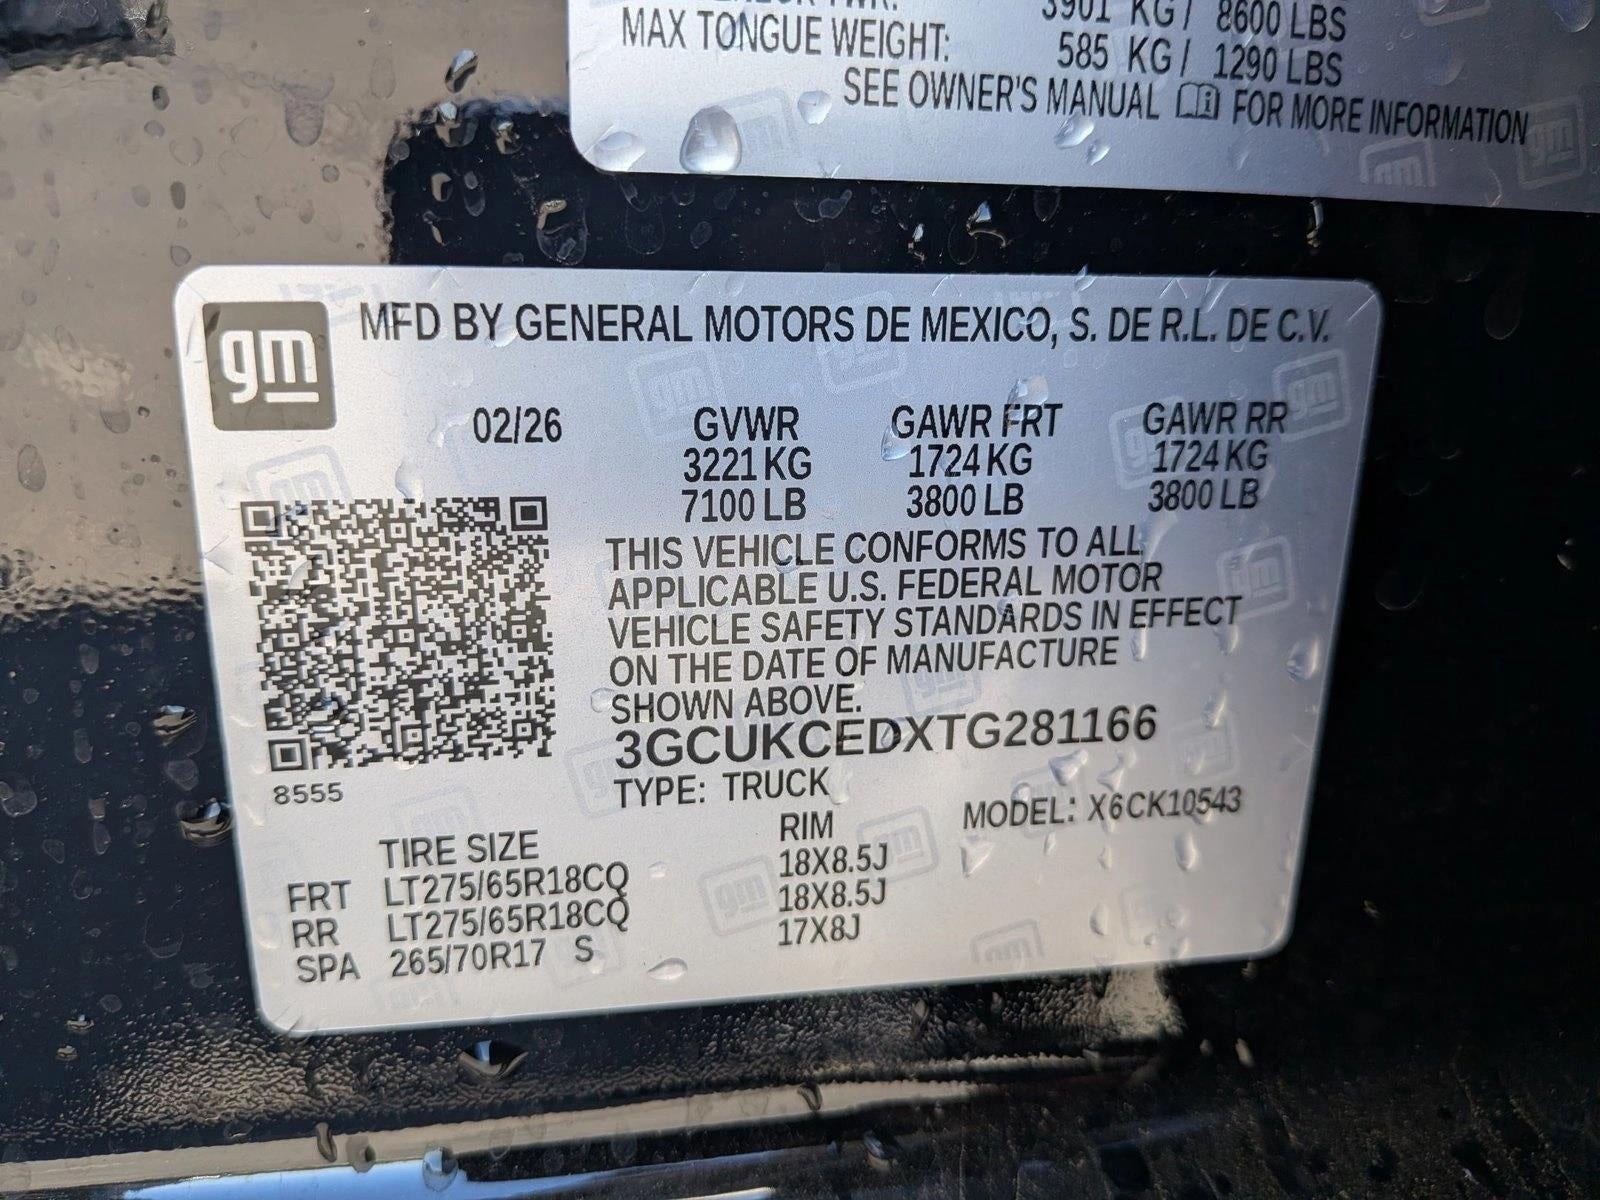 3901 KG / 8600 LBS
MAX TONGUE WEIGHT: 585 KG / 1290 LBS
SEE OWNER'S MANUAL FOR MORE INFORMATION
gm
MFD BY GENERAL MOTORS DE MEXICO, S. DE R.L. DE C.V.
02/26 GVWR GAWR FRT GAWR RR
3221 KG 1724 KG 1724 KG
7100 LB 3800 LB 3800 LB
THIS VEHICLE CONFORMS TO ALL
APPLICABLE U.S. FEDERAL MOTOR
VEHICLE SAFETY STANDARDS IN EFFECT
ON THE DATE OF MANUFACTURE
SHOWN ABOVE.
3GCUKCEDXTG281166
8555
TYPE: TRUCK MODEL: X6CK10543
TIRE SIZE RIM
FRT LT275/65R18CQ 18X8.5J
RR LT275/65R18CQ 18X8.5J
SPA 265/70R17 S 17X8J